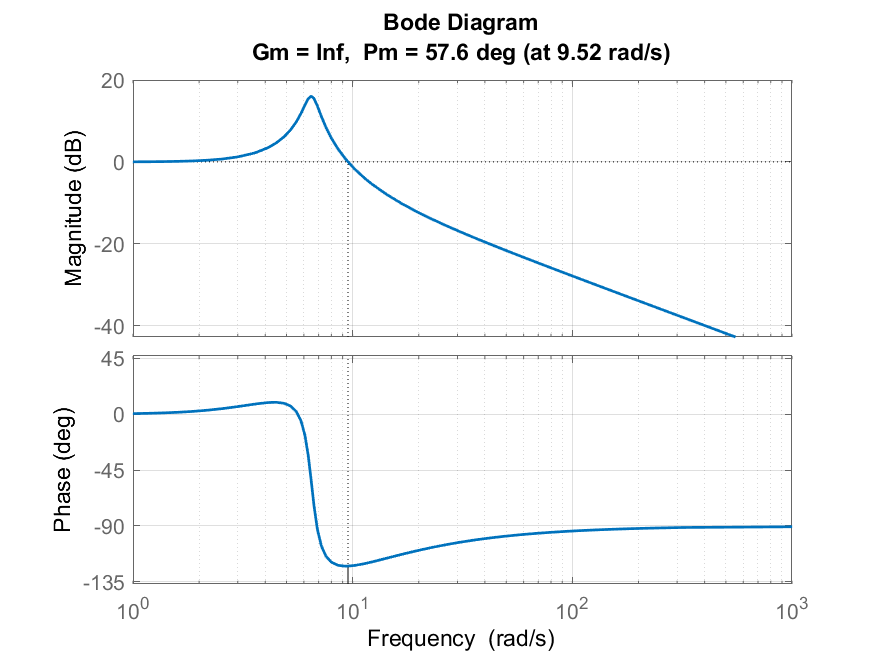 Bode Diagram
Gm = Inf,  Pm = 57.6 deg (at 9.52 rad/s)
Magnitude (dB)
20
0
-20
-40
Phase (deg)
45
0
-45
-90
-135
10^0 10^1 10^2 10^3
Frequency  (rad/s)